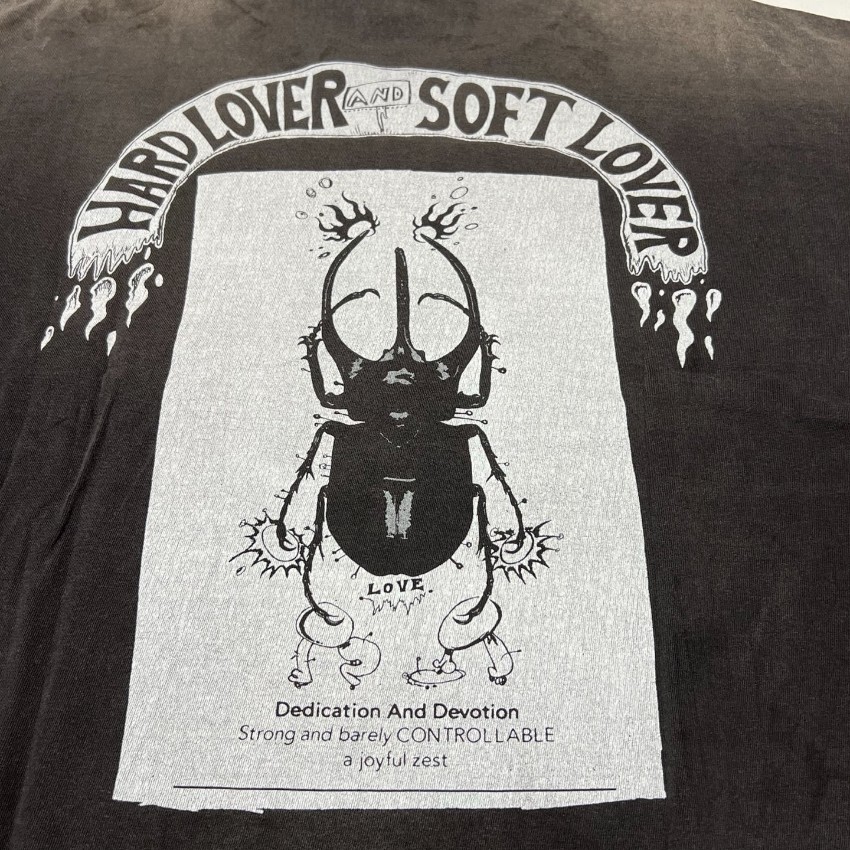 HARD LOVER AND SOFT LOVER
LOVE
Dedication And Devotion
Strong and barely CONTROLLABLE
a joyful zest